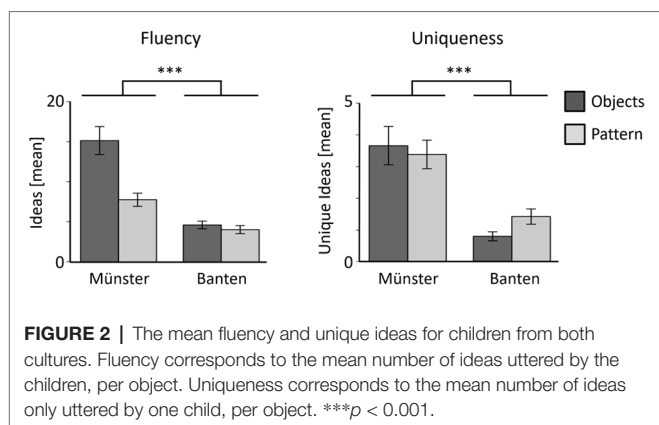 Fluency
Uniqueness
***
***
Objects
Pattern
20
0
Ideas [mean]
Münster
Banten
5
0
Unique Ideas [mean]
Münster
Banten
FIGURE 2 | The mean fluency and unique ideas for children from both
cultures. Fluency corresponds to the mean number of ideas uttered by the
children, per object. Uniqueness corresponds to the mean number of ideas
only uttered by one child, per object. ***p < 0.001.